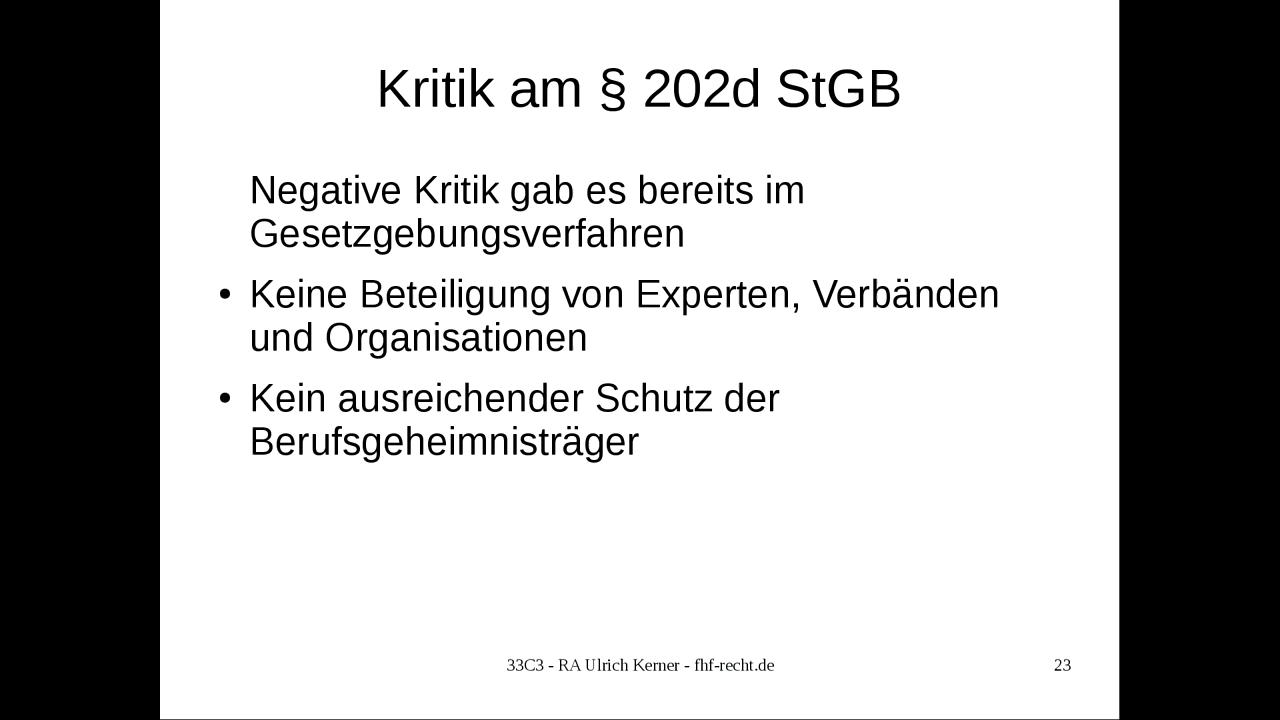 Kritik am § 202d StGB
Negative Kritik gab es bereits im
Gesetzgebungsverfahren
• Keine Beteiligung von Experten, Verbänden
und Organisationen
• Kein ausreichender Schutz der
Berufsgeheimnisträger
33C3 - RA Ulrich Kerner - fhf-recht.de
23